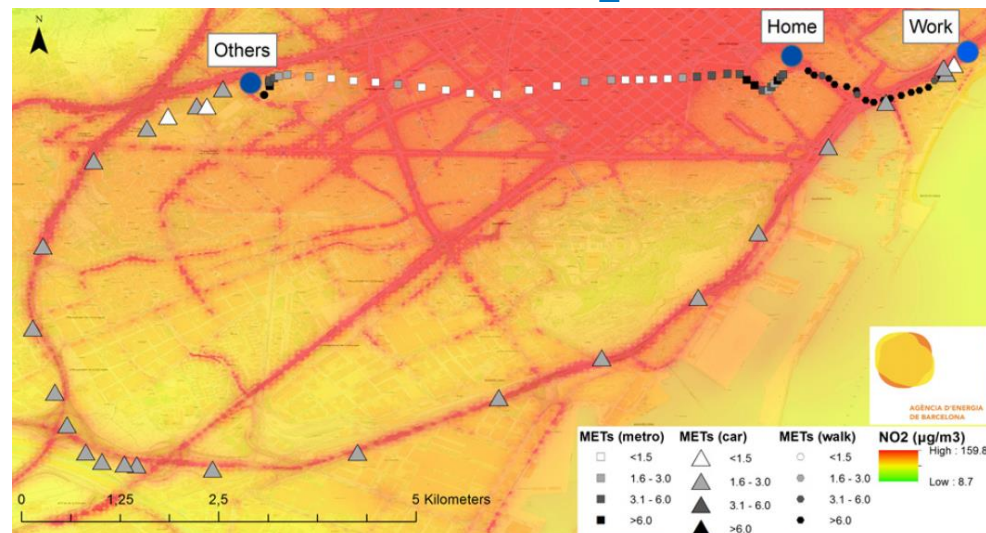 N
Others
Home
Work
AGÈNCIA D'ENERGIA
DE BARCELONA
METs (metro)
<1.5
1.6 - 3.0
3.1 - 6.0
>6.0
METs (car)
<1.5
1.6 - 3.0
3.1 - 6.0
>6.0
METs (walk)
<1.5
1.6 - 3.0
3.1 - 6.0
>6.0
NO2 (µg/m3)
High : 159.8
Low : 8.7
0 1,25 2,5 5 Kilometers